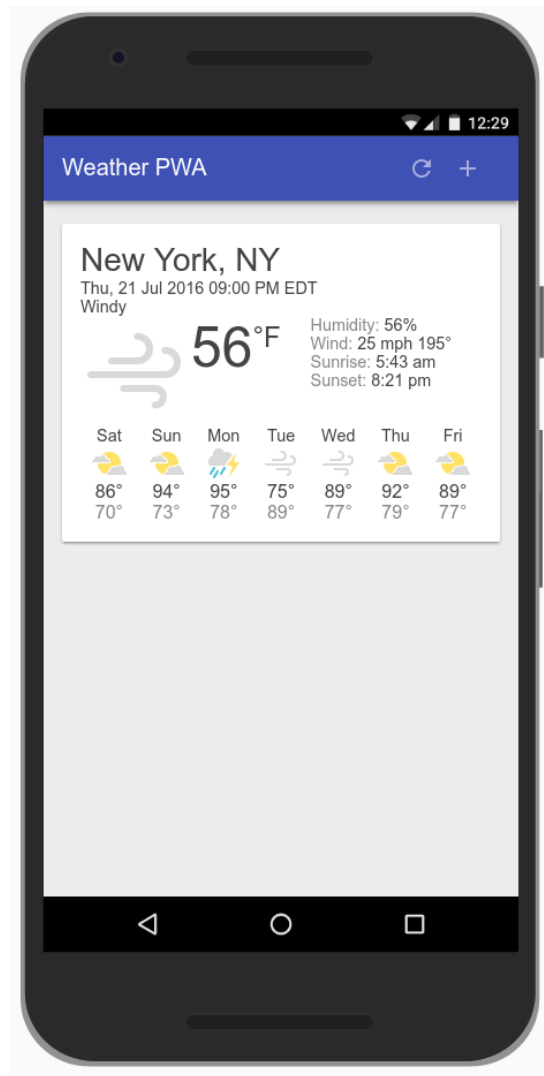 12:29
Weather PWA
New York, NY
Thu, 21 Jul 2016 09:00 PM EDT
Windy
56°F
Humidity: 56%
Wind: 25 mph 195°
Sunrise: 5:43 am
Sunset: 8:21 pm
Sat Sun Mon Tue Wed Thu Fri
86° 94° 95° 75° 89° 92° 89°
70° 73° 78° 89° 77° 79° 77°